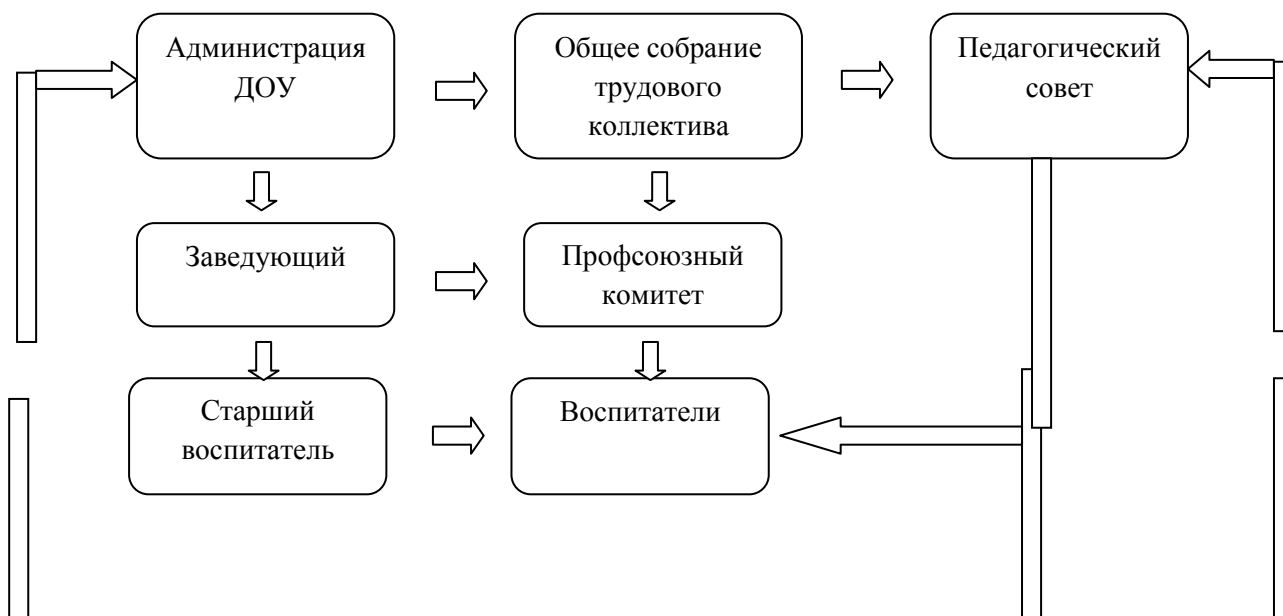 Администрация
ДОУ
Общее собрание
трудового
коллектива
Педагогический
совет
Заведующий
Профсоюзный
комитет
Старший
воспитатель
Воспитатели